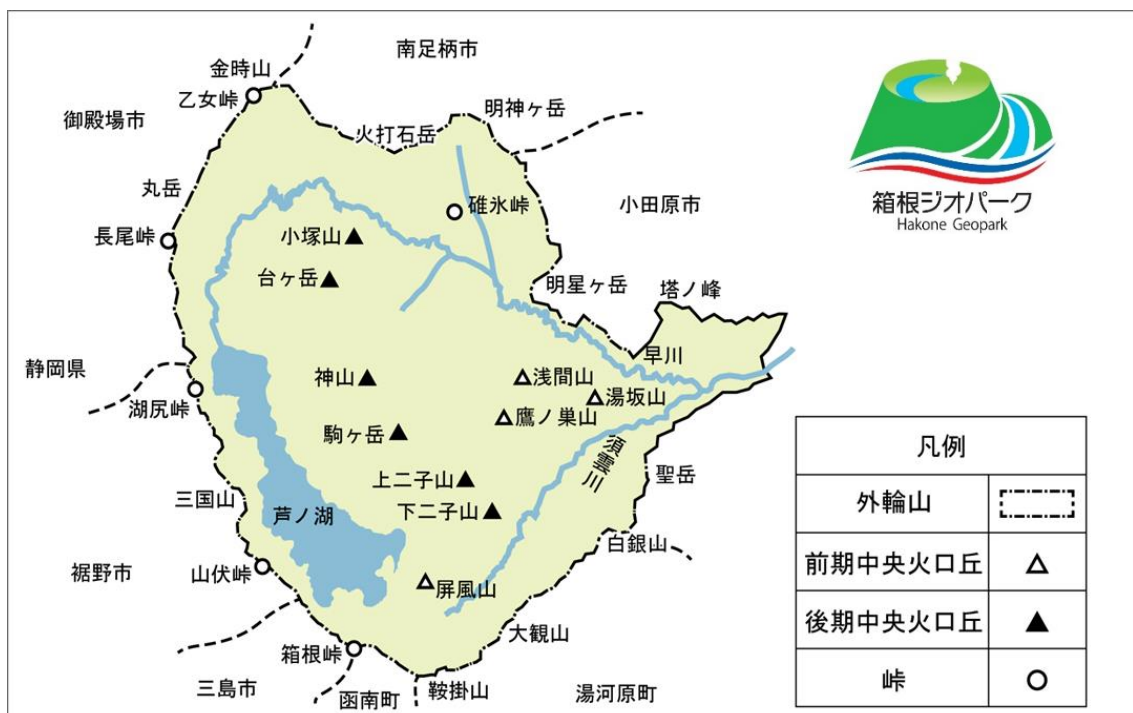 南足柄市
金時山
乙女峠
御殿場市
明神ヶ岳
火打石岳
丸岳
碓氷峠
小田原市
長尾峠
小塚山
台ヶ岳
明星ヶ岳
塔ノ峰
早川
静岡県
湖尻峠
神山
浅間山
湯坂山
鷹ノ巣山
駒ヶ岳
須雲川
聖岳
上二子山
三国山
芦ノ湖
下二子山
白銀山
裾野市
山伏峠
屏風山
大観山
箱根峠
三島市
函南町
鞍掛山
湯河原町
箱根ジオパーク
Hakone Geopark
凡例
外輪山
前期中央火口丘
後期中央火口丘
峠